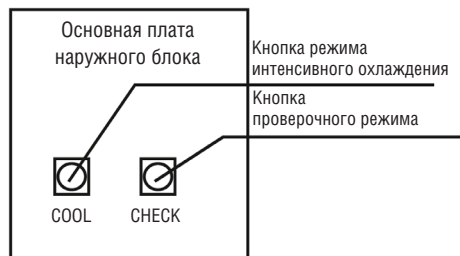 Основная плата
наружного блока
Кнопка режима
интенсивного охлаждения
Кнопка
проверочного режима
COOL
CHECK